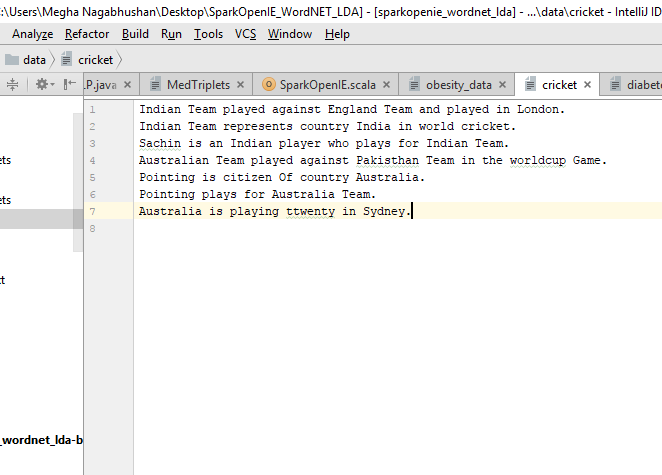 :\Users\Megha Nagabhushan\Desktop\SparkOpenIE_WordNET_LDA] - [sparkopenie_wordnet_lda] - ...\data\cricket - IntelliJ ID
Analyze Refactor Build Run Tools VCS Window Help
data cricket
.P.java MedTriplets SparkOpenIE.scala obesity_data cricket diabet
1 Indian Team played against England Team and played in London.
2 Indian Team represents country India in world cricket.
3 Sachin is an Indian player who plays for Indian Team.
4 Australian Team played against Pakisthan Team in the worldcup Game.
5 Pointing is citizen Of country Australia.
6 Pointing plays for Australia Team.
7 Australia is playing ttwenty in Sydney.
8
ets
ets
t
_wordnet_lda-b